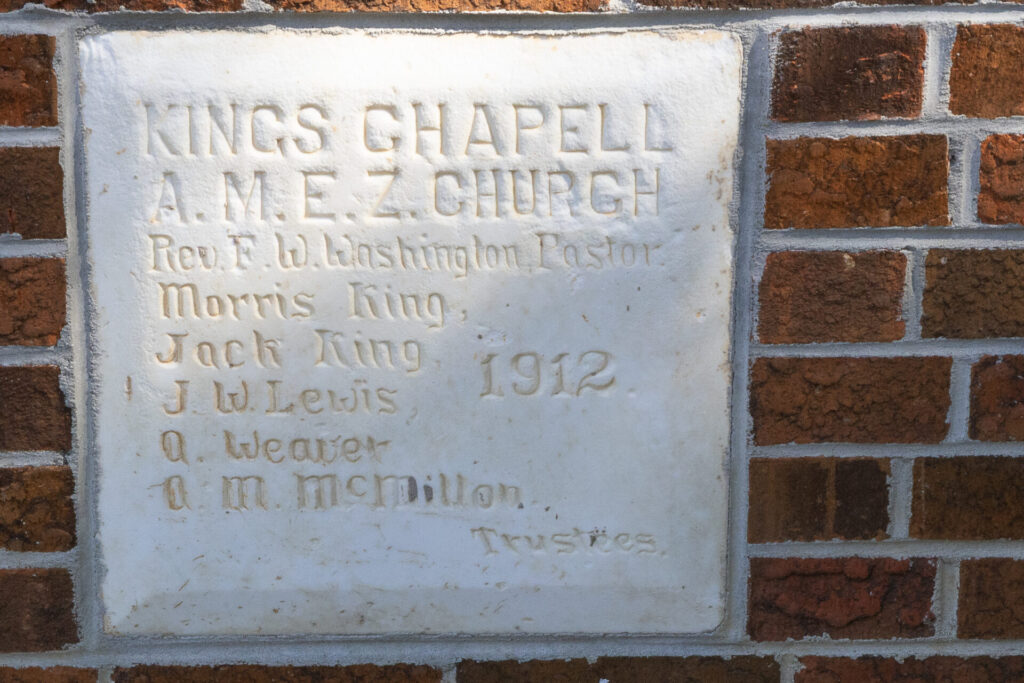 KINGS CHAPELL
A. M. E. Z. CHURCH
Rev. F. W. Washington, Pastor.
Morris King,
Jack King
J. W. Lewis,
1912.
A. Weaver
A. M. McMillon
Trustees.